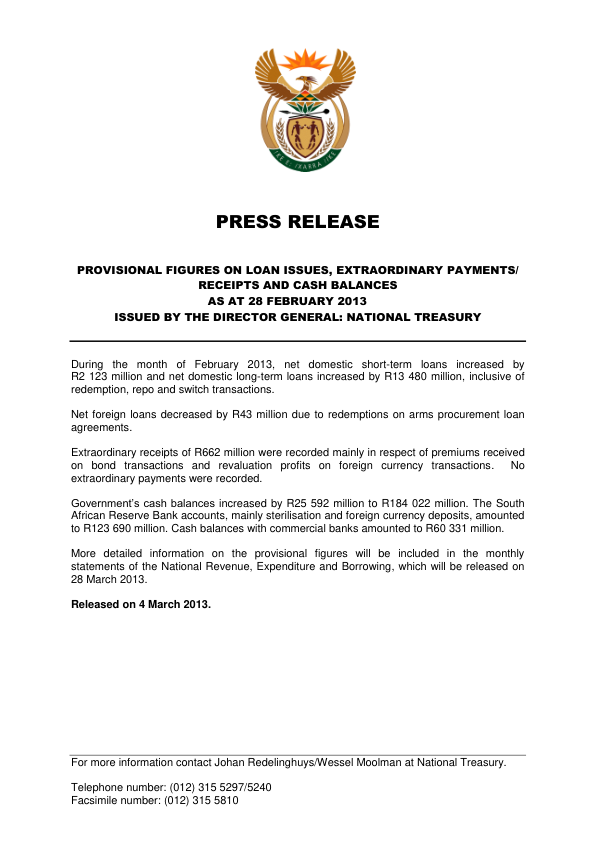 !KE E: /XARRA //KE
PRESS RELEASE
PROVISIONAL FIGURES ON LOAN ISSUES, EXTRAORDINARY PAYMENTS/
RECEIPTS AND CASH BALANCES
AS AT 28 FEBRUARY 2013
ISSUED BY THE DIRECTOR GENERAL: NATIONAL TREASURY
During the month of February 2013, net domestic short-term loans increased by
R2 123 million and net domestic long-term loans increased by R13 480 million, inclusive of
redemption, repo and switch transactions.
Net foreign loans decreased by R43 million due to redemptions on arms procurement loan
agreements.
Extraordinary receipts of R662 million were recorded mainly in respect of premiums received
on bond transactions and revaluation profits on foreign currency transactions. No
extraordinary payments were recorded.
Government's cash balances increased by R25 592 million to R184 022 million. The South
African Reserve Bank accounts, mainly sterilisation and foreign currency deposits, amounted
to R123 690 million. Cash balances with commercial banks amounted to R60 331 million.
More detailed information on the provisional figures will be included in the monthly
statements of the National Revenue, Expenditure and Borrowing, which will be released on
28 March 2013.
Released on 4 March 2013.
For more information contact Johan Redelinghuys/Wessel Moolman at National Treasury.
Telephone number: (012) 315 5297/5240
Facsimile number: (012) 315 5810